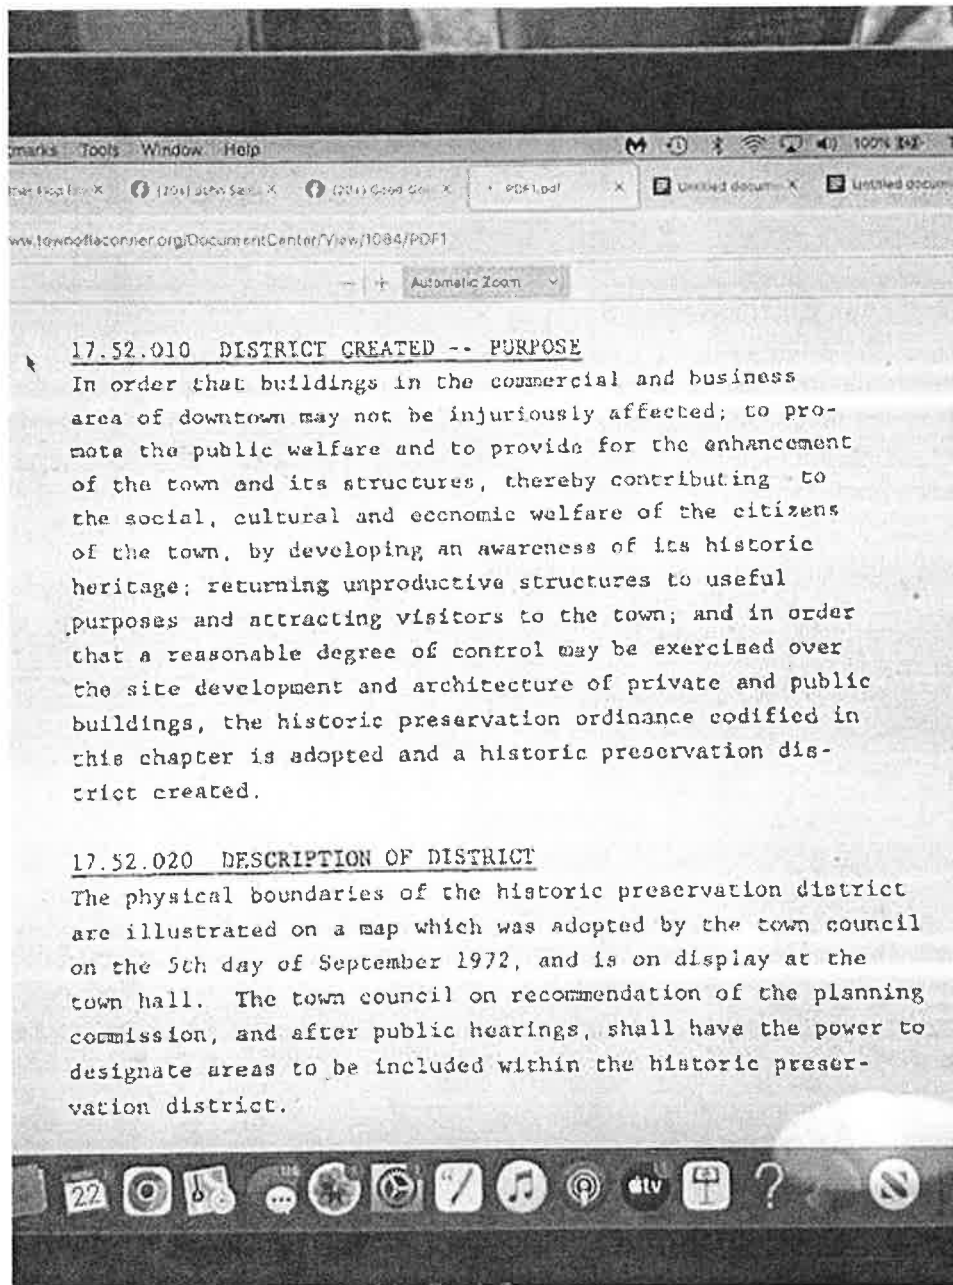 Tools Window Help
100%
PDF1.pdf
Untitled docum
Untitled docum
ww.townoflaconner.org/DocumentCenter/View/1084/PDF1
Automatic Zoom
17.52.010 DISTRICT CREATED -- PURPOSE
In order that buildings in the commercial and business
area of downtown may not be injuriously affected; to pro-
mote the public welfare and to provide for the enhancement
of the town and its structures, thereby contributing to
the social, cultural and economic welfare of the citizens
of the town, by developing an awareness of its historic
heritage; returning unproductive structures to useful
purposes and attracting visitors to the town; and in order
that a reasonable degree of control may be exercised over
the site development and architecture of private and public
buildings, the historic preservation ordinance codified in
this chapter is adopted and a historic preservation dis-
trict created.
17.52.020 DESCRIPTION OF DISTRICT
The physical boundaries of the historic preservation district
are illustrated on a map which was adopted by the town council
on the 5th day of September 1972, and is on display at the
town hall. The town council on recommendation of the planning
commission, and after public hearings, shall have the power to
designate areas to be included within the historic preser-
vation district.
22
tv
?